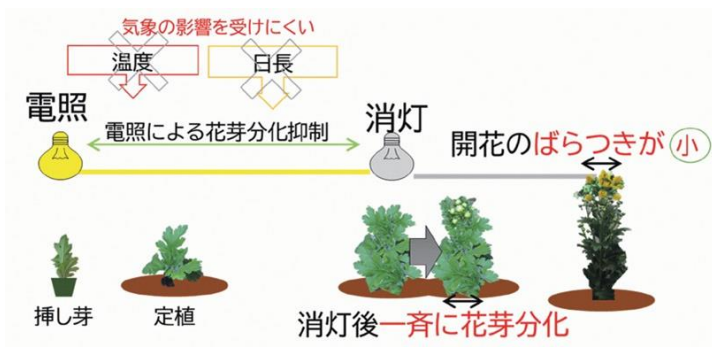 気象の影響を受けにくい
温度
日長
電照
電照による花芽分化抑制
消灯
開花のばらつきが小
挿し芽
定植
消灯後一斉に花芽分化